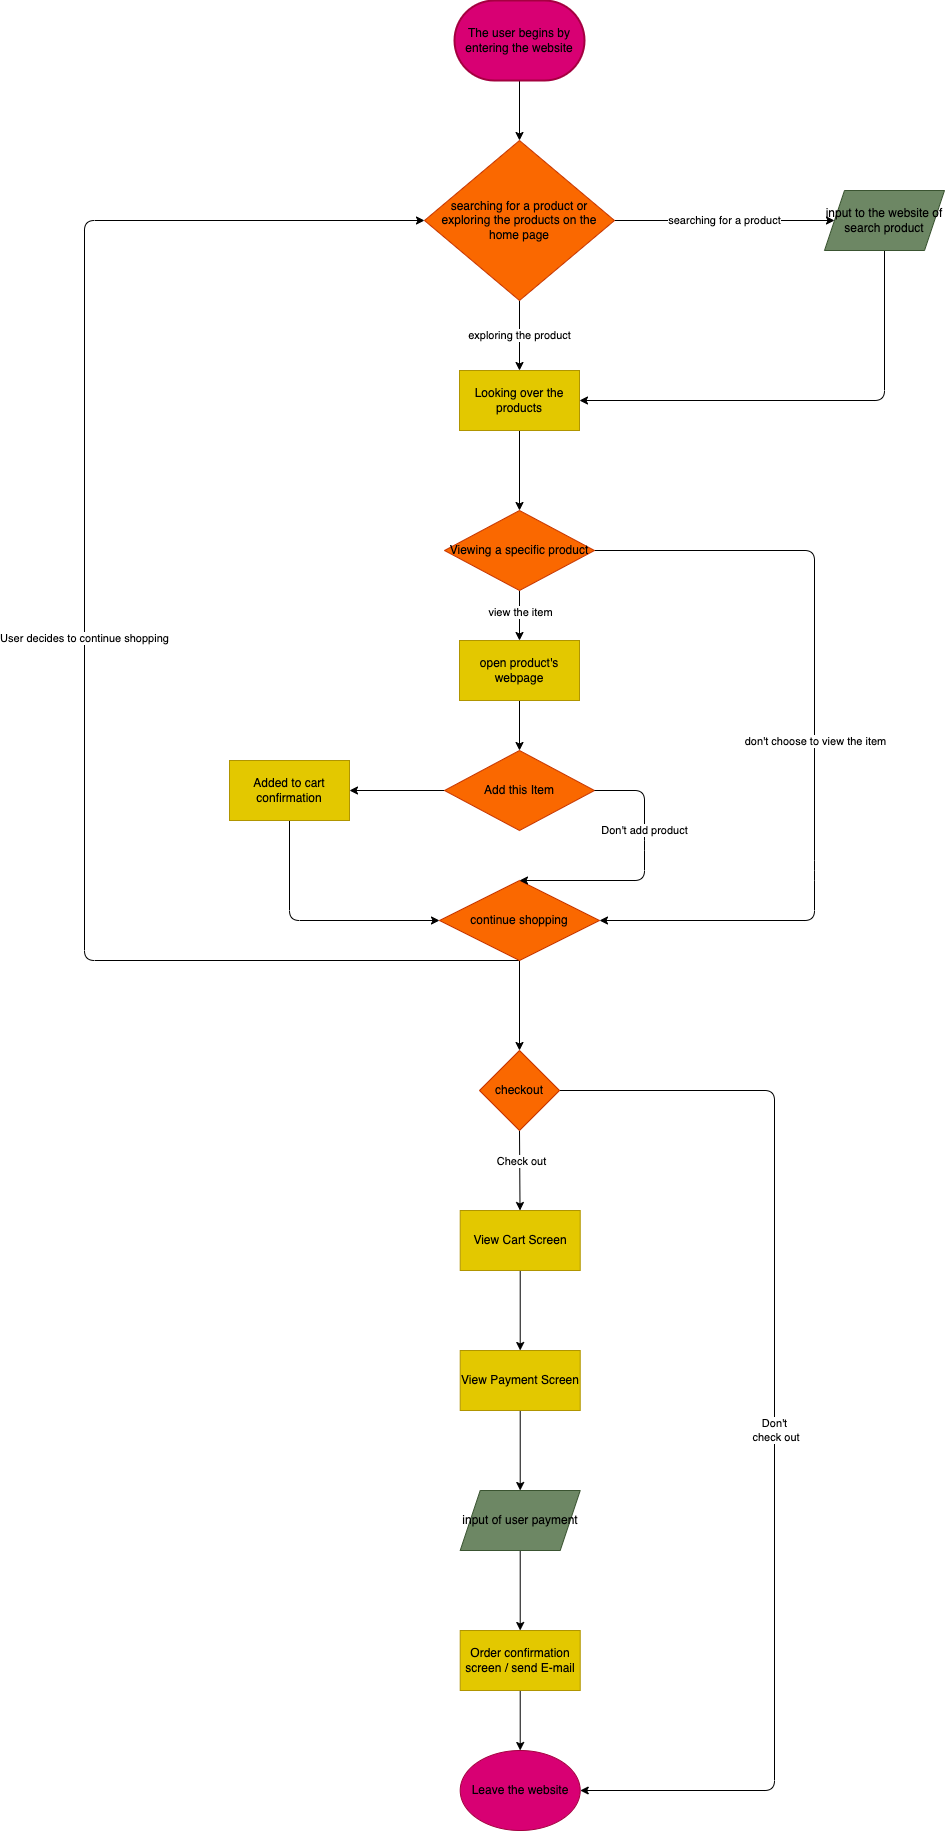 The user begins by
entering the website
searching for a product or
exploring the products on the
home page
searching for a product
input to the website of
search product
exploring the product
Looking over the
products
Viewing a specific product
view the item
User decides to continue shopping
open product's
webpage
don't choose to view the item
Added to cart
confirmation
Add this Item
Don't add product
continue shopping
checkout
Check out
View Cart Screen
View Payment Screen
Don't
check out
input of user payment
Order confirmation
screen / send E-mail
Leave the website